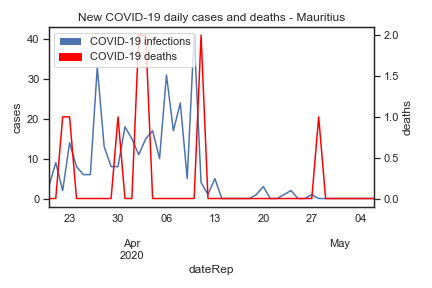 New COVID-19 daily cases and deaths - Mauritius
COVID-19 infections
COVID-19 deaths
40
30
20
10
0
cases
2.0
1.5
1.0
0.5
0.0
deaths
23 30 06 13 20 27 04
Apr May
2020
dateRep